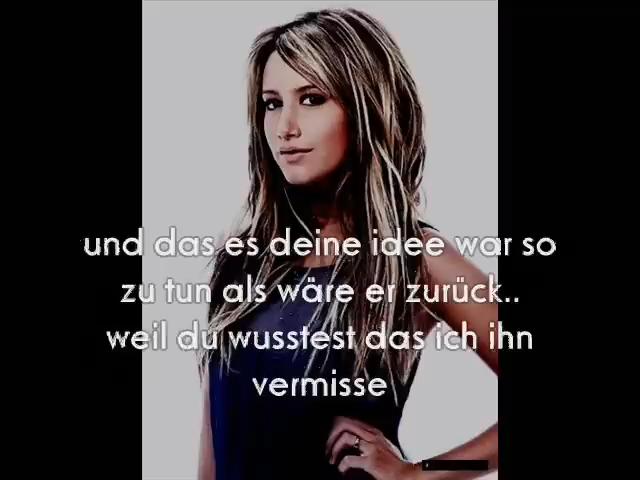 und das es deine idee war so
zu tun als wäre er zurück..
weil du wusstest das ich ihn
vermisse